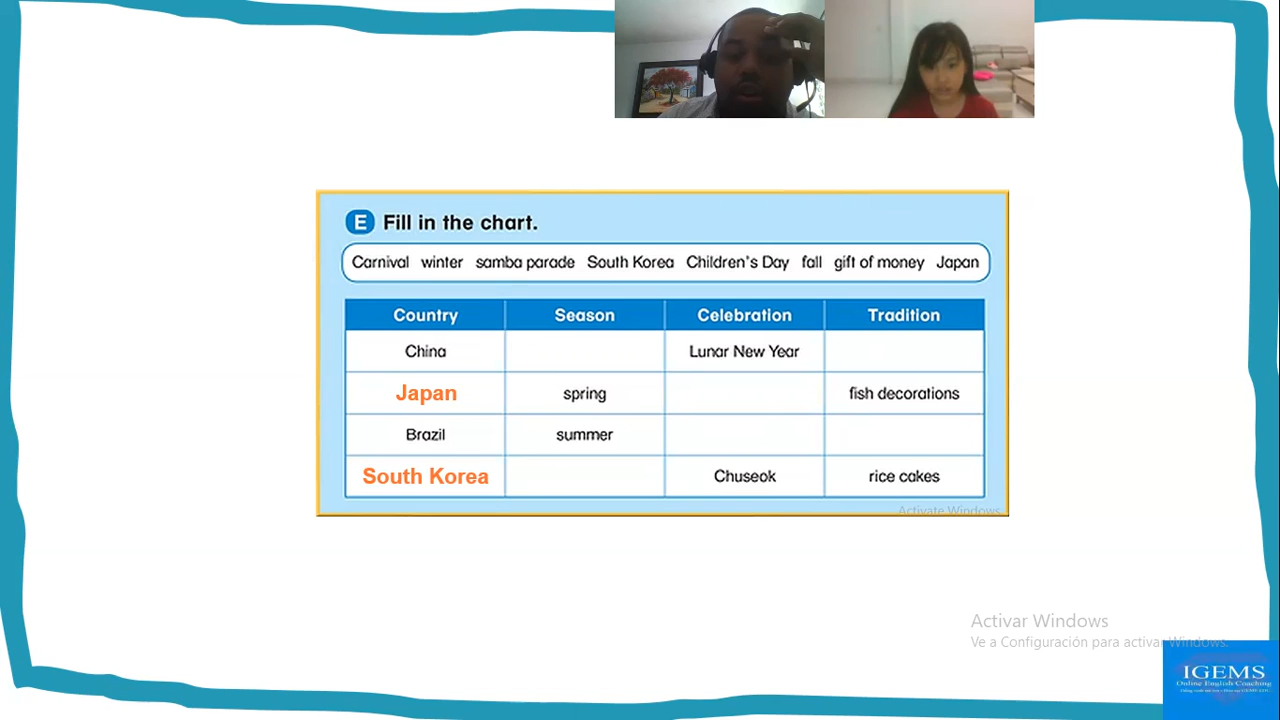 E Fill in the chart.
Carnival winter samba parade South Korea Children's Day fall gift of money Japan
Country Season Celebration Tradition
China Lunar New Year
Japan spring fish decorations
Brazil summer
South Korea Chuseok rice cakes
Activate Windows
Activar Windows
Ve a Configuración para activar Windows.
IGEMS
Online English Coaching